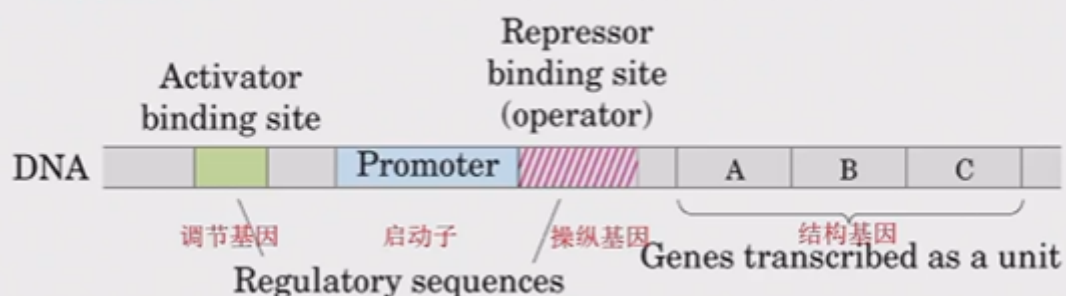 Repressor
binding site
(operator)
Activator
binding site
DNA
Promoter
A
B
C
调节基因
启动子
操纵基因
结构基因
Genes transcribed as a unit
Regulatory sequences